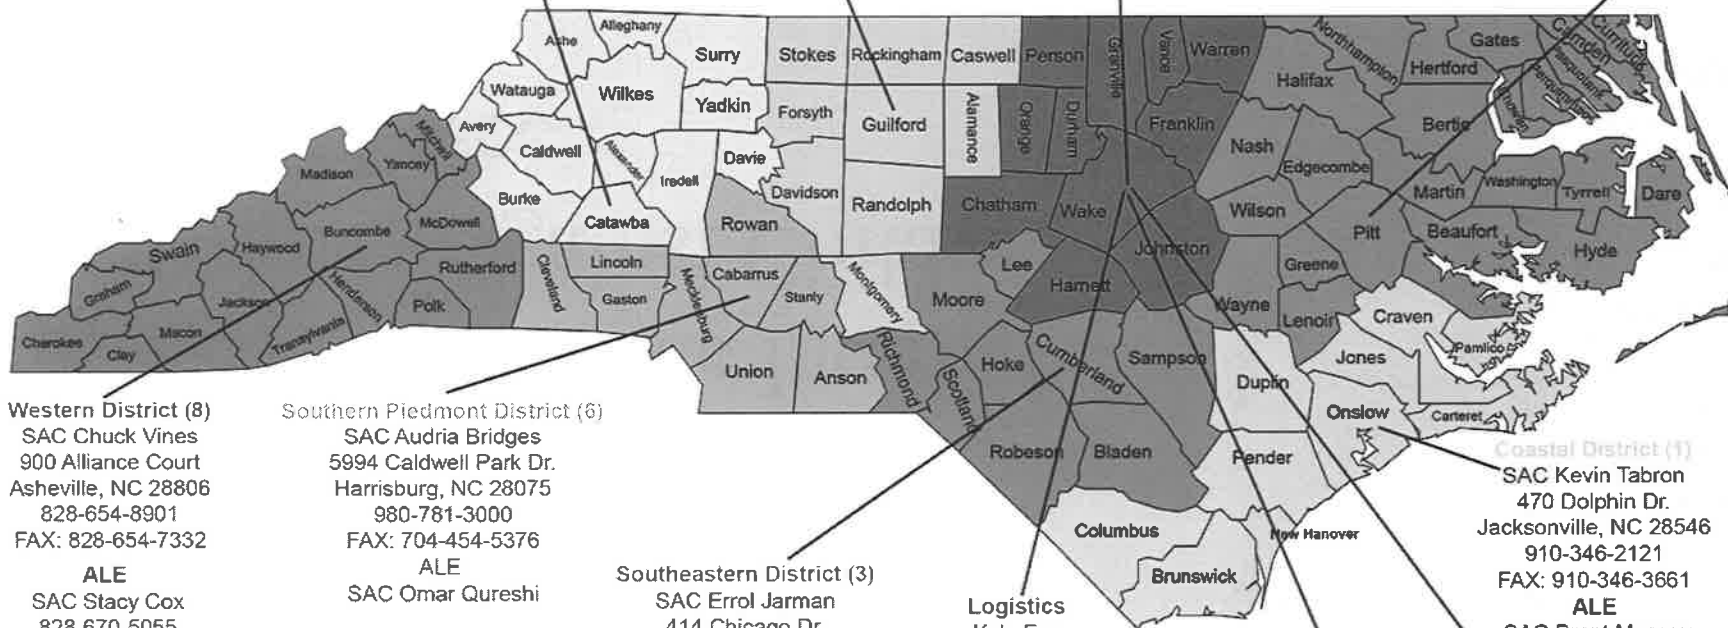 Alleghany
Ashe
Surry
Stokes
Rockingham
Caswell
Person
Granville
Vance
Warren
Northhampton
Gates
Camden
Currituck
Hertford
Halifax
Watauga
Wilkes
Yadkin
Forsyth
Guilford
Alamance
Orange
Durham
Franklin
Bertie
Perquimans
Avery
Mitchell
Yancey
Caldwell
Alexander
Iredell
Davie
Nash
Edgecombe
Madison
Burke
Catawba
Davidson
Rowan
Randolph
Chatham
Wake
Wilson
Martin
Washington
Tyrrell
Dare
Buncombe
McDowell
Pitt
Beaufort
Hyde
Swain
Haywood
Rutherford
Cleveland
Lincoln
Gaston
Mecklenburg
Cabarrus
Stanly
Montgomery
Moore
Lee
Harnett
Johnston
Greene
Wayne
Lenoir
Craven
Pamlico
Graham
Jackson
Henderson
Polk
Cherokee
Macon
Clay
Transylvania
Union
Anson
Richmond
Scotland
Hoke
Cumberland
Sampson
Duplin
Jones
Onslow
Carteret
Robeson
Bladen
Pender
Columbus
New Hanover
Brunswick
Western District (8)
SAC Chuck Vines
900 Alliance Court
Asheville, NC 28806
828-654-8901
FAX: 828-654-7332
ALE
SAC Stacy Cox
828-670-5055
Southern Piedmont District (6)
SAC Audria Bridges
5994 Caldwell Park Dr.
Harrisburg, NC 28075
980-781-3000
FAX: 704-454-5376
ALE
SAC Omar Qureshi
Southeastern District (3)
SAC Errol Jarman
414 Chicago Dr.
Logistics
Coastal District (1)
SAC Kevin Tabron
470 Dolphin Dr.
Jacksonville, NC 28546
910-346-2121
FAX: 910-346-3661
ALE